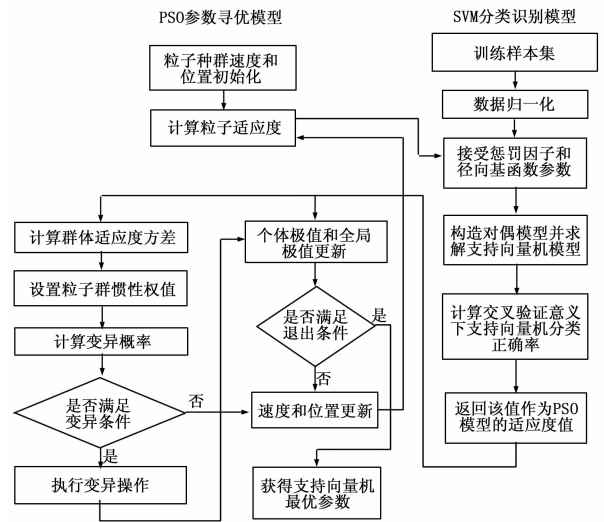 PSO参数寻优模型
粒子种群速度和
位置初始化
计算粒子适应度
计算群体适应度方差
设置粒子群惯性权值
计算变异概率
是否满足
变异条件
否
是
执行变异操作
个体极值和全局
极值更新
是否满足
退出条件
是
否
速度和位置更新
获得支持向量机
最优参数
SVM分类识别模型
训练样本集
数据归一化
接受惩罚因子和
径向基函数参数
构造对偶模型并求
解支持向量机模型
计算交叉验证意义
下支持向量机分类
正确率
返回该值作为PSO
模型的适应度值